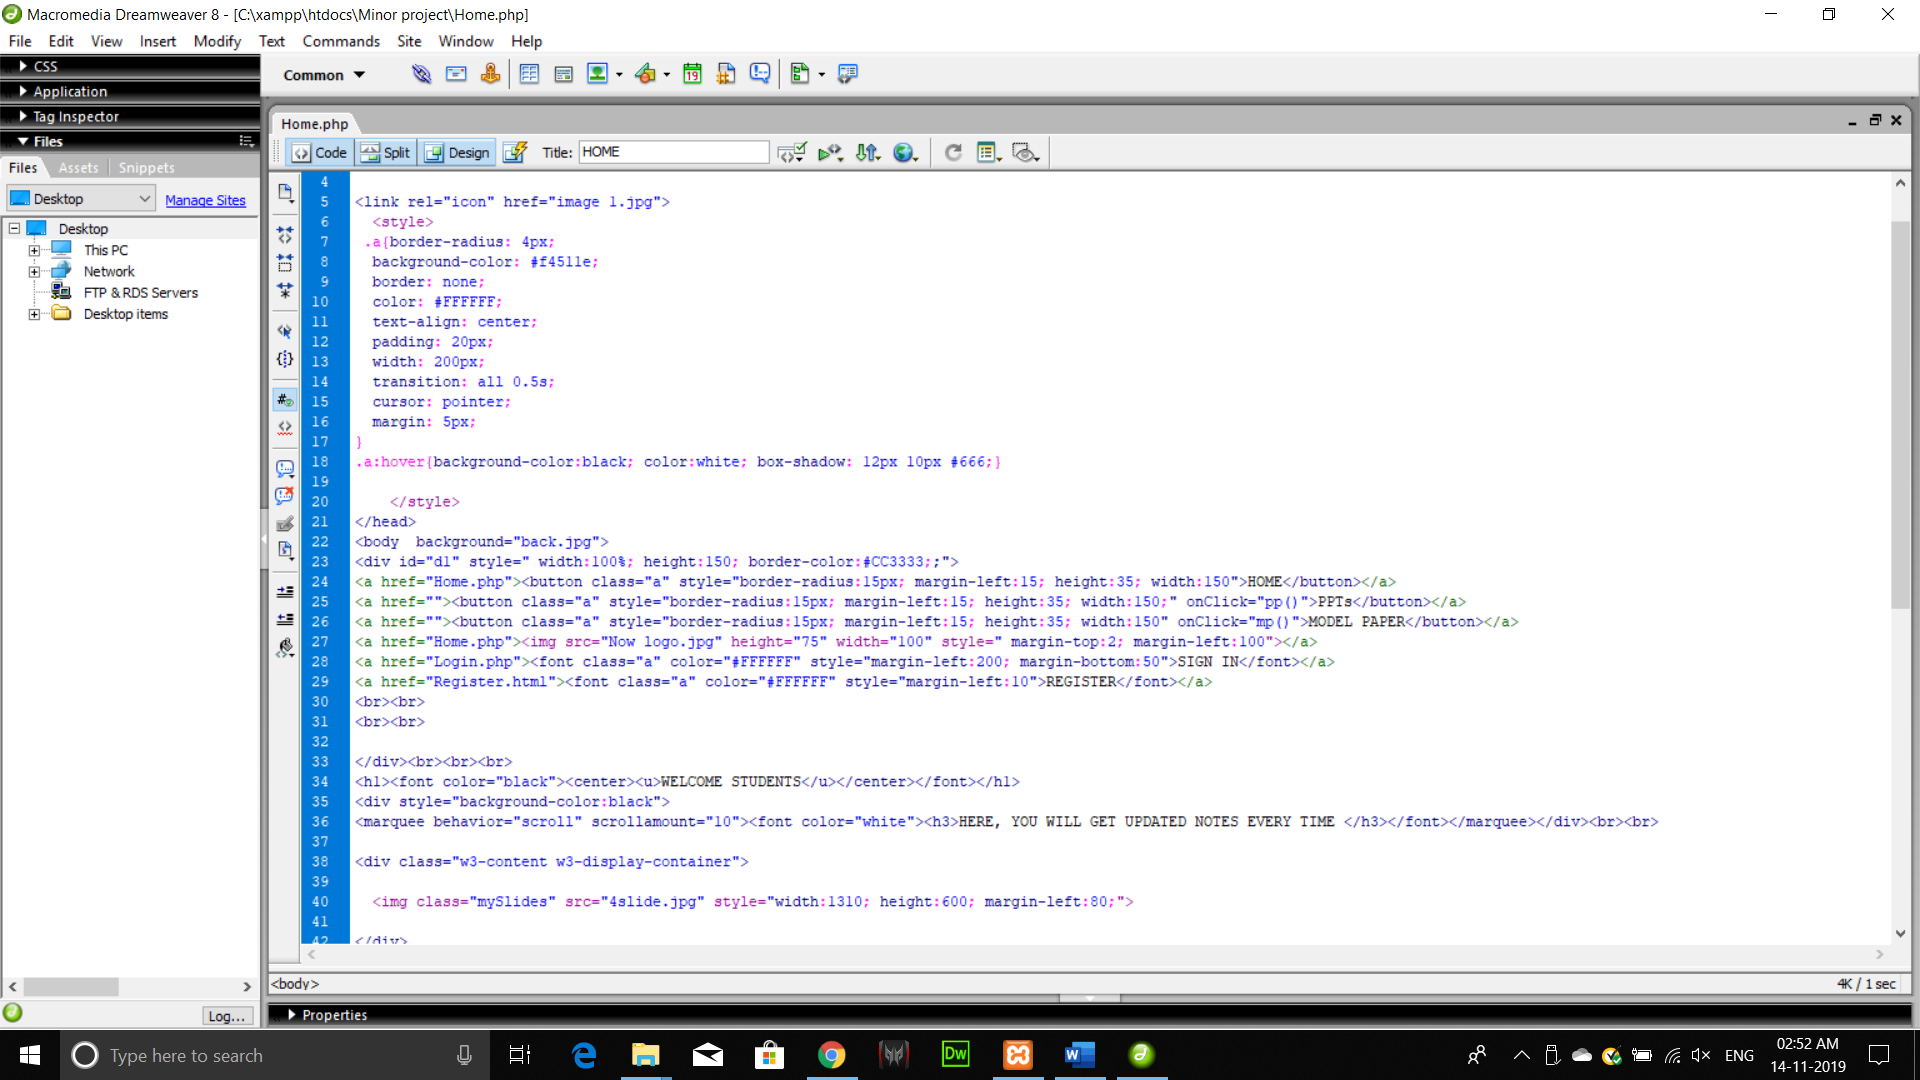 Macromedia Dreamweaver 8 - [C:\xampp\htdocs\Minor project\Home.php]
File Edit View Insert Modify Text Commands Site Window Help
CSS
Application
Tag Inspector
Files
Files Assets Snippets
Desktop Manage Sites
Desktop
This PC
Network
FTP & RDS Servers
Desktop items
Log...
Common
19
Home.php
Code Split Design Title: HOME
4
5 <link rel="icon" href="image 1.jpg">
6 <style>
7 .a{border-radius: 4px;
8 background-color: #f4511e;
9 border: none;
10 color: #FFFFFF;
11 text-align: center;
12 padding: 20px;
13 width: 200px;
14 transition: all 0.5s;
15 cursor: pointer;
16 margin: 5px;
17 }
18 .a:hover{background-color:black; color:white; box-shadow: 12px 10px #666;}
19
20 </style>
21 </head>
22 <body  background="back.jpg">
23 <div id="d1" style=" width:100%; height:150; border-color:#CC3333;;">
24 <a href="Home.php"><button class="a" style="border-radius:15px; margin-left:15; height:35; width:150">HOME</button></a>
25 <a href=""><button class="a" style="border-radius:15px; margin-left:15; height:35; width:150;" onClick="pp()">PPTs</button></a>
26 <a href=""><button class="a" style="border-radius:15px; margin-left:15; height:35; width:150" onClick="mp()">MODEL PAPER</button></a>
27 <a href="Home.php"><img src="Now logo.jpg" height="75" width="100" style=" margin-top:2; margin-left:100"></a>
28 <a href="Login.php"><font class="a" color="#FFFFFF" style="margin-left:200; margin-bottom:50">SIGN IN</font></a>
29 <a href="Register.html"><font class="a" color="#FFFFFF" style="margin-left:10">REGISTER</font></a>
30 <br><br>
31 <br><br>
32
33 </div><br><br><br>
34 <h1><font color="black"><center><u>WELCOME STUDENTS</u></center></font></h1>
35 <div style="background-color:black">
36 <marquee behavior="scroll" scrollamount="10"><font color="white"><h3>HERE, YOU WILL GET UPDATED NOTES EVERY TIME </h3></font></marquee></div><br><br>
37
38 <div class="w3-content w3-display-container">
39
40 <img class="mySlides" src="4slide.jpg" style="width:1310; height:600; margin-left:80;">
41
42 </div>
<body> 4K / 1 sec
Properties
Type here to search
Dw
ENG
02:52 AM
14-11-2019